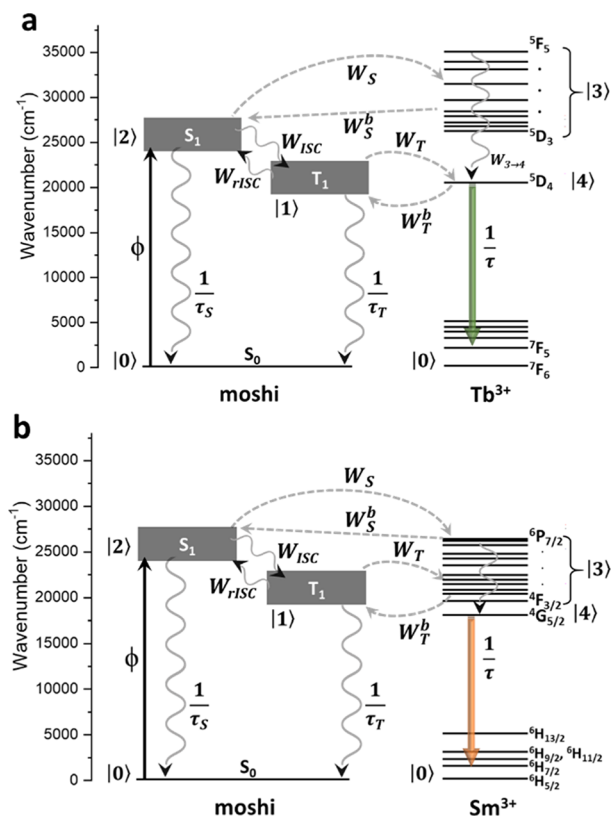 a
Wavenumber (cm⁻¹)
35000
30000
25000
20000
15000
10000
5000
0
|2⟩
S₁
|1⟩
T₁
|0⟩
S₀
ϕ
1/τ_S
1/τ_T
W_ISC
W_rISC
W_S
W_S^b
W_T
W_T^b
⁵F₅
⁵D₃
|3⟩
W₃→₄
⁵D₄
|4⟩
1/τ
⁷F₅
⁷F₆
|0⟩
moshi
Tb³⁺
b
Wavenumber (cm⁻¹)
35000
30000
25000
20000
15000
10000
5000
0
|2⟩
S₁
|1⟩
T₁
|0⟩
S₀
ϕ
1/τ_S
1/τ_T
W_ISC
W_rISC
W_S
W_S^b
W_T
W_T^b
⁶P₇/₂
|3⟩
⁴F₃/₂
⁴G₅/₂
|4⟩
1/τ
⁶H₁₃/₂
⁶H₉/₂, ⁶H₁₁/₂
⁶H₇/₂
⁶H₅/₂
|0⟩
moshi
Sm³⁺